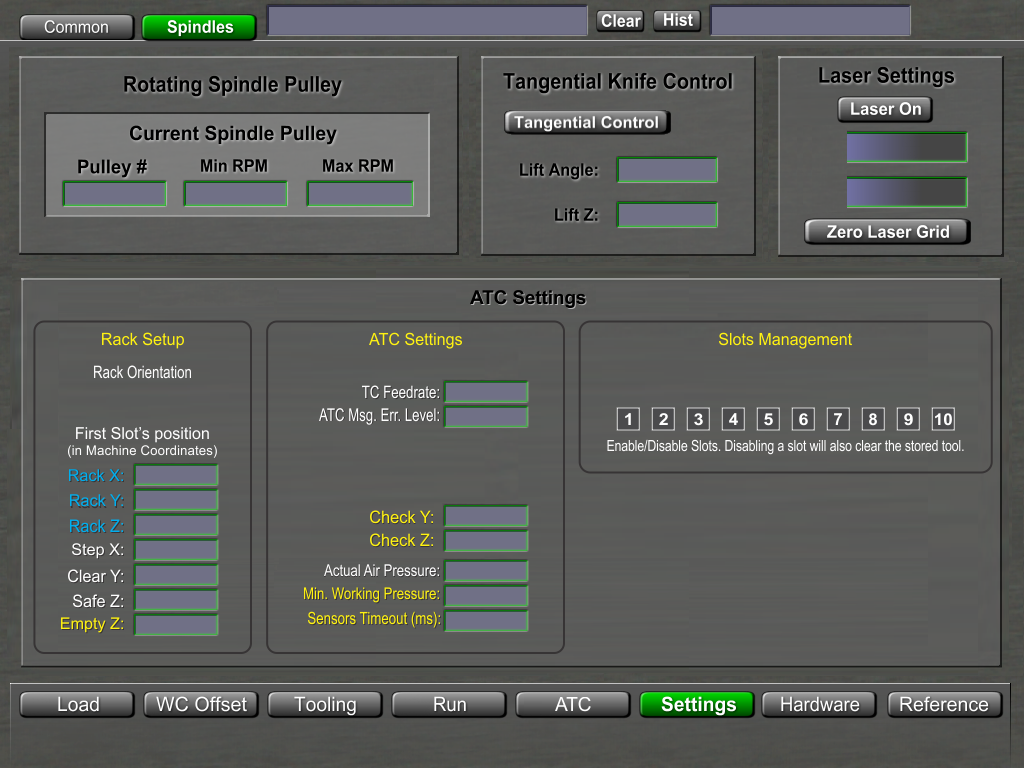 Common
Spindles
Clear
Hist
Rotating Spindle Pulley
Current Spindle Pulley
Pulley #
Min RPM
Max RPM
Tangential Knife Control
Tangential Control
Lift Angle:
Lift Z:
Laser Settings
Laser On
Zero Laser Grid
ATC Settings
Rack Setup
Rack Orientation
First Slot's position
(in Machine Coordinates)
Rack X:
Rack Y:
Rack Z:
Step X:
Clear Y:
Safe Z:
Empty Z:
ATC Settings
TC Feedrate:
ATC Msg. Err. Level:
Check Y:
Check Z:
Actual Air Pressure:
Min. Working Pressure:
Sensors Timeout (ms):
Slots Management
1 2 3 4 5 6 7 8 9 10
Enable/Disable Slots. Disabling a slot will also clear the stored tool.
Load
WC Offset
Tooling
Run
ATC
Settings
Hardware
Reference